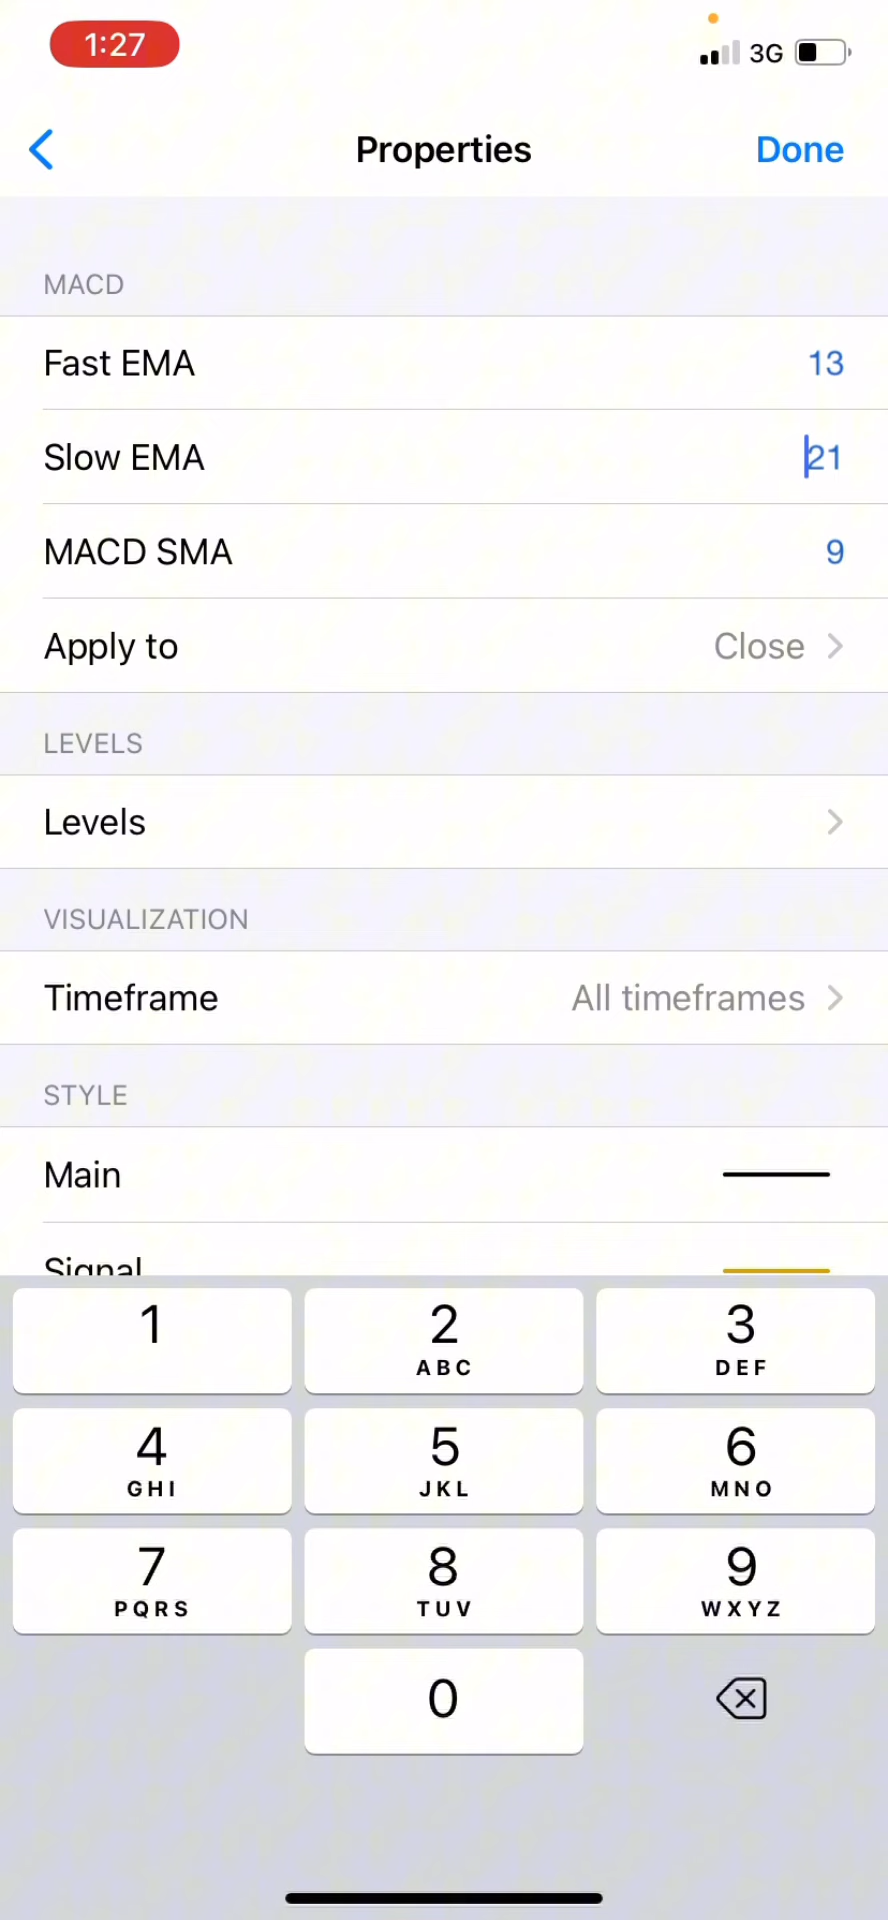 1:27
3G
Properties
Done
MACD
Fast EMA 13
Slow EMA 21
MACD SMA 9
Apply to Close
LEVELS
Levels
VISUALIZATION
Timeframe All timeframes
STYLE
Main
Signal
1 2 3
ABC DEF
4 5 6
GHI JKL MNO
7 8 9
PQRS TUV WXYZ
0